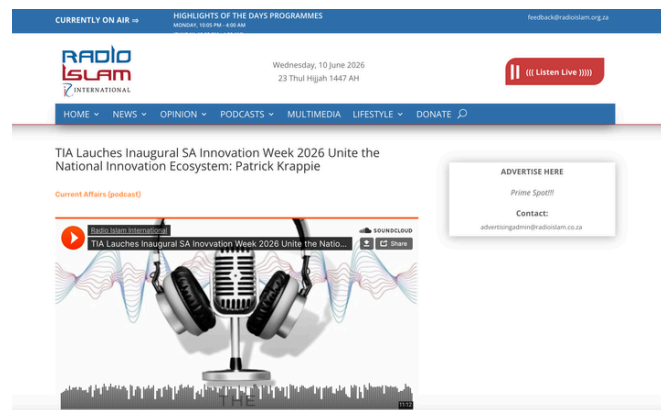 CURRENTLY ON AIR ⇨
HIGHLIGHTS OF THE DAYS PROGRAMMES
MONDAY, 10:05 PM - 4:00 AM
feedback@radioislam.org.za
RADIO
ISLAM
INTERNATIONAL
Wednesday, 10 June 2026
23 Thul Hijjah 1447 AH
((( Listen Live )))))
HOME NEWS OPINION PODCASTS MULTIMEDIA LIFESTYLE DONATE
TIA Lauches Inaugural SA Innovation Week 2026 Unite the
National Innovation Ecosystem: Patrick Krappie
Current Affairs (podcast)
ADVERTISE HERE
Prime Spot!!!
Contact:
advertisingadmin@radioislam.co.za
Radio Islam International
TIA Lauches Inaugural SA Inovvation Week 2026 Unite the Natio...
SOUNDCLOUD
Share
THE
11:12